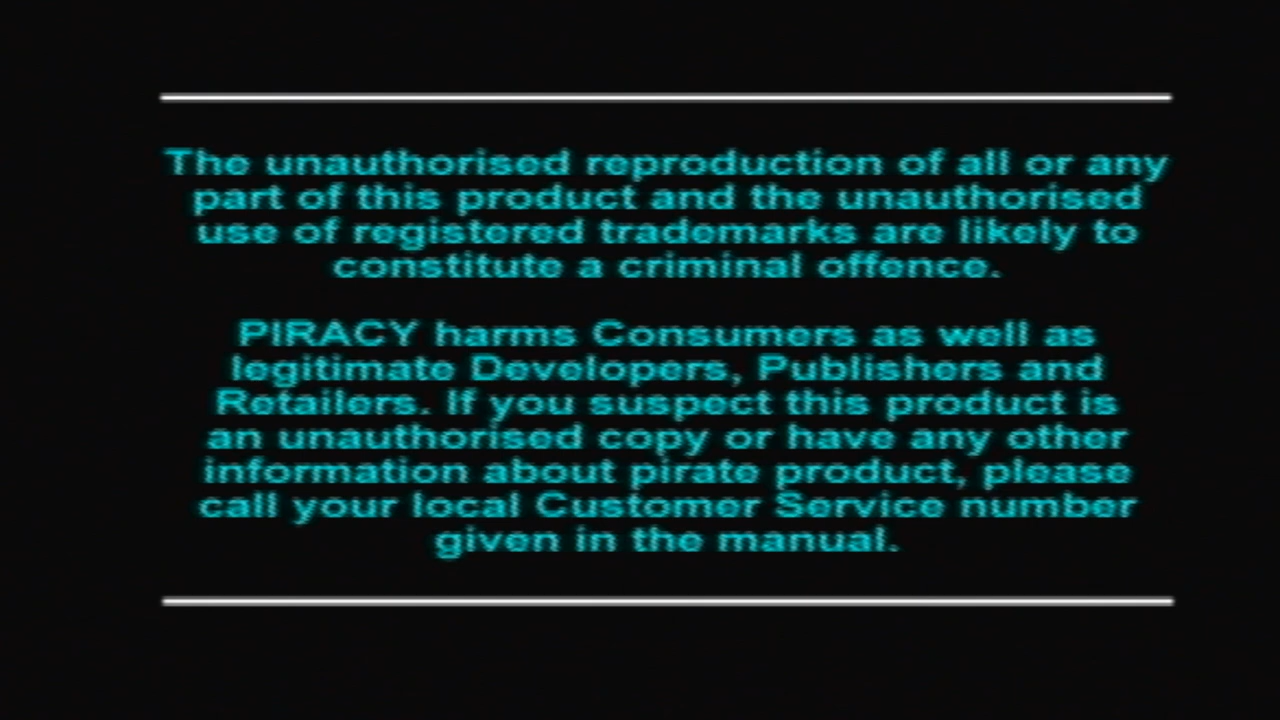 The unauthorised reproduction of all or any
part of this product and the unauthorised
use of registered trademarks are likely to
constitute a criminal offence.
PIRACY harms Consumers as well as
legitimate Developers, Publishers and
Retailers. If you suspect this product is
an unauthorised copy or have any other
information about pirate product, please
call your local Customer Service number
given in the manual.